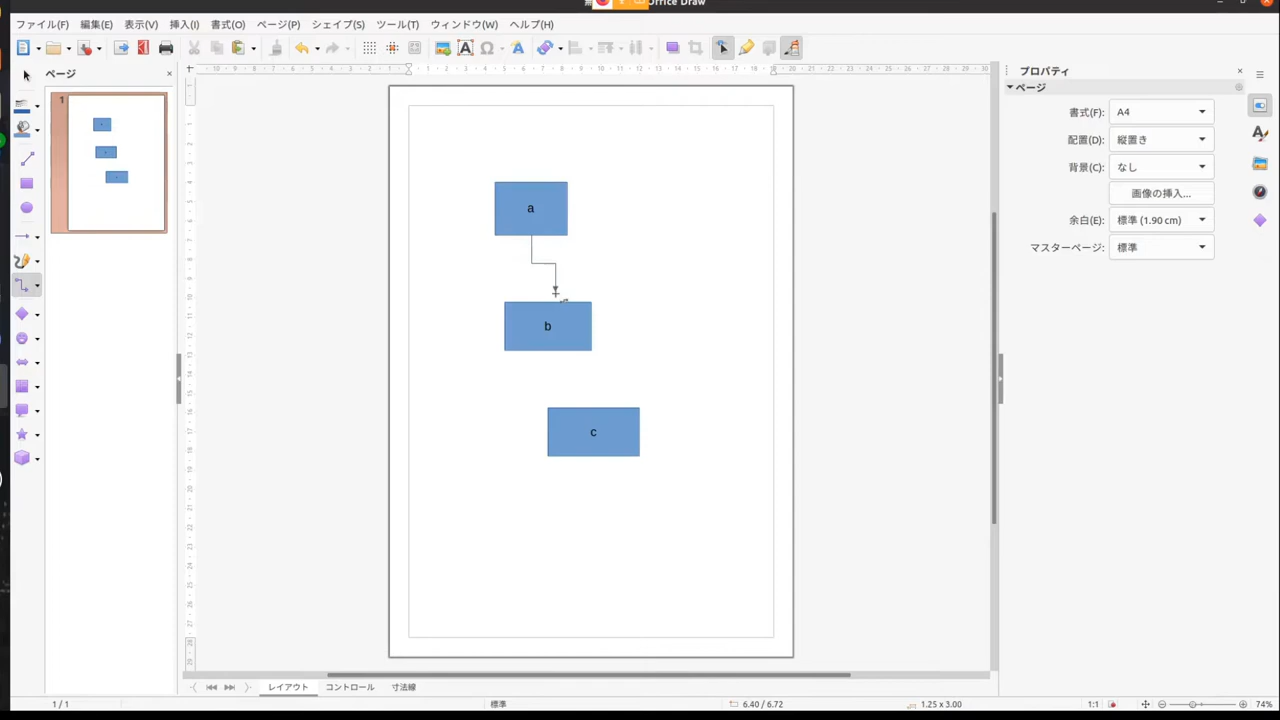 Office Draw
ファイル(F) 編集(E) 表示(V) 挿入(I) 書式(O) ページ(P) シェイプ(S) ツール(T) ウィンドウ(W) ヘルプ(H)
ページ
プロパティ
1
ページ
書式(F): A4
配置(D): 縦置き
背景(C): なし
画像の挿入...
余白(E): 標準 (1.90 cm)
マスターページ: 標準
a
b
c
レイアウト コントロール 寸法線
1 / 1 標準 6.40 / 6.72 1.25 x 3.00 1:1 74%